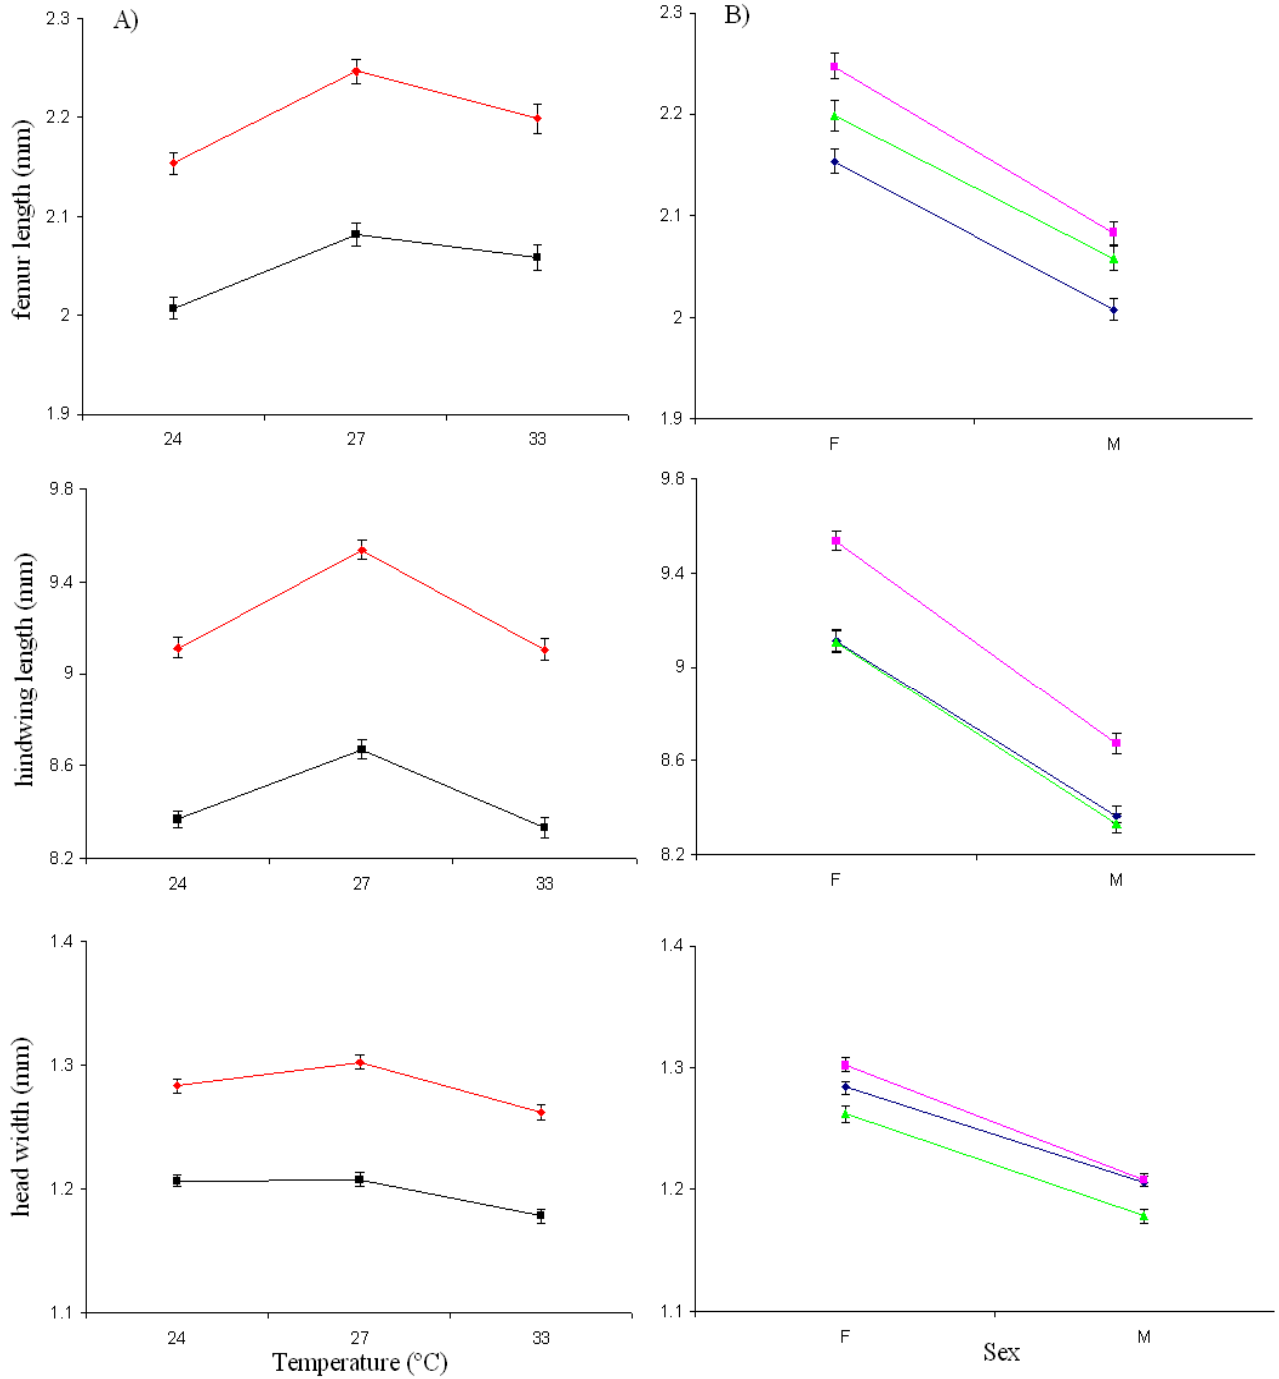 A)
B)
2.3
2.2
2.1
2
1.9
femur length (mm)
24
27
33
2.3
2.2
2.1
2
1.9
F
M
9.8
9.4
9
8.6
8.2
hindwing length (mm)
24
27
33
9.8
9.4
9
8.6
8.2
F
M
1.4
1.3
1.2
1.1
head width (mm)
24
27
33
Temperature (°C)
1.4
1.3
1.2
1.1
F
M
Sex